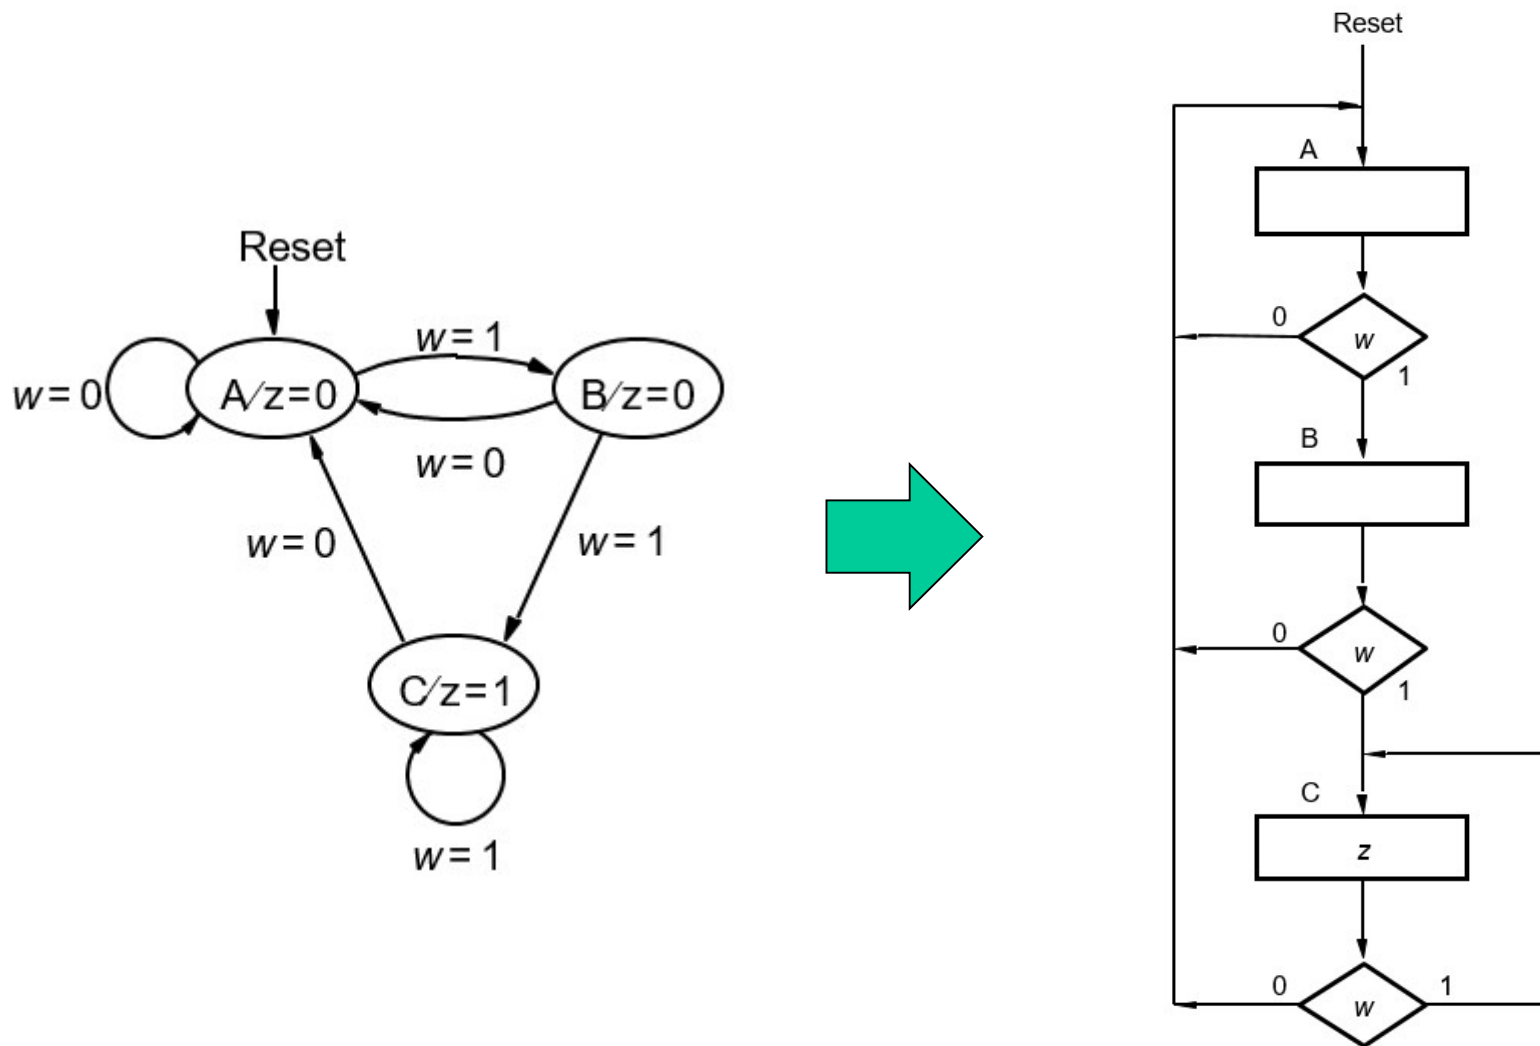 Reset
w = 1
w = 0
A/z=0
B/z=0
w = 0
w = 0
w = 1
C/z=1
w = 1
Reset
A
0
w
1
B
0
w
1
C
z
0
w
1